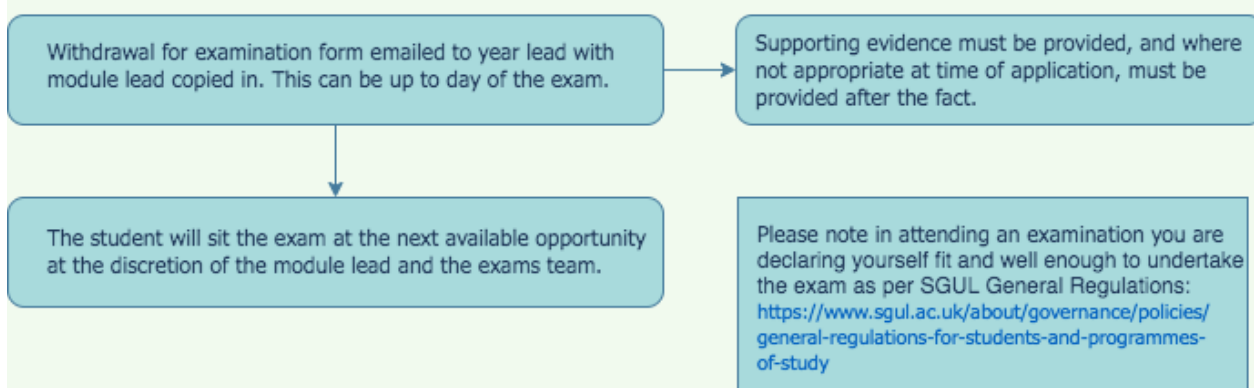 Withdrawal for examination form emailed to year lead with
module lead copied in. This can be up to day of the exam.
Supporting evidence must be provided, and where
not appropriate at time of application, must be
provided after the fact.
The student will sit the exam at the next available opportunity
at the discretion of the module lead and the exams team.
Please note in attending an examination you are
declaring yourself fit and well enough to undertake
the exam as per SGUL General Regulations:
https://www.sgul.ac.uk/about/governance/policies/
general-regulations-for-students-and-programmes-
of-study